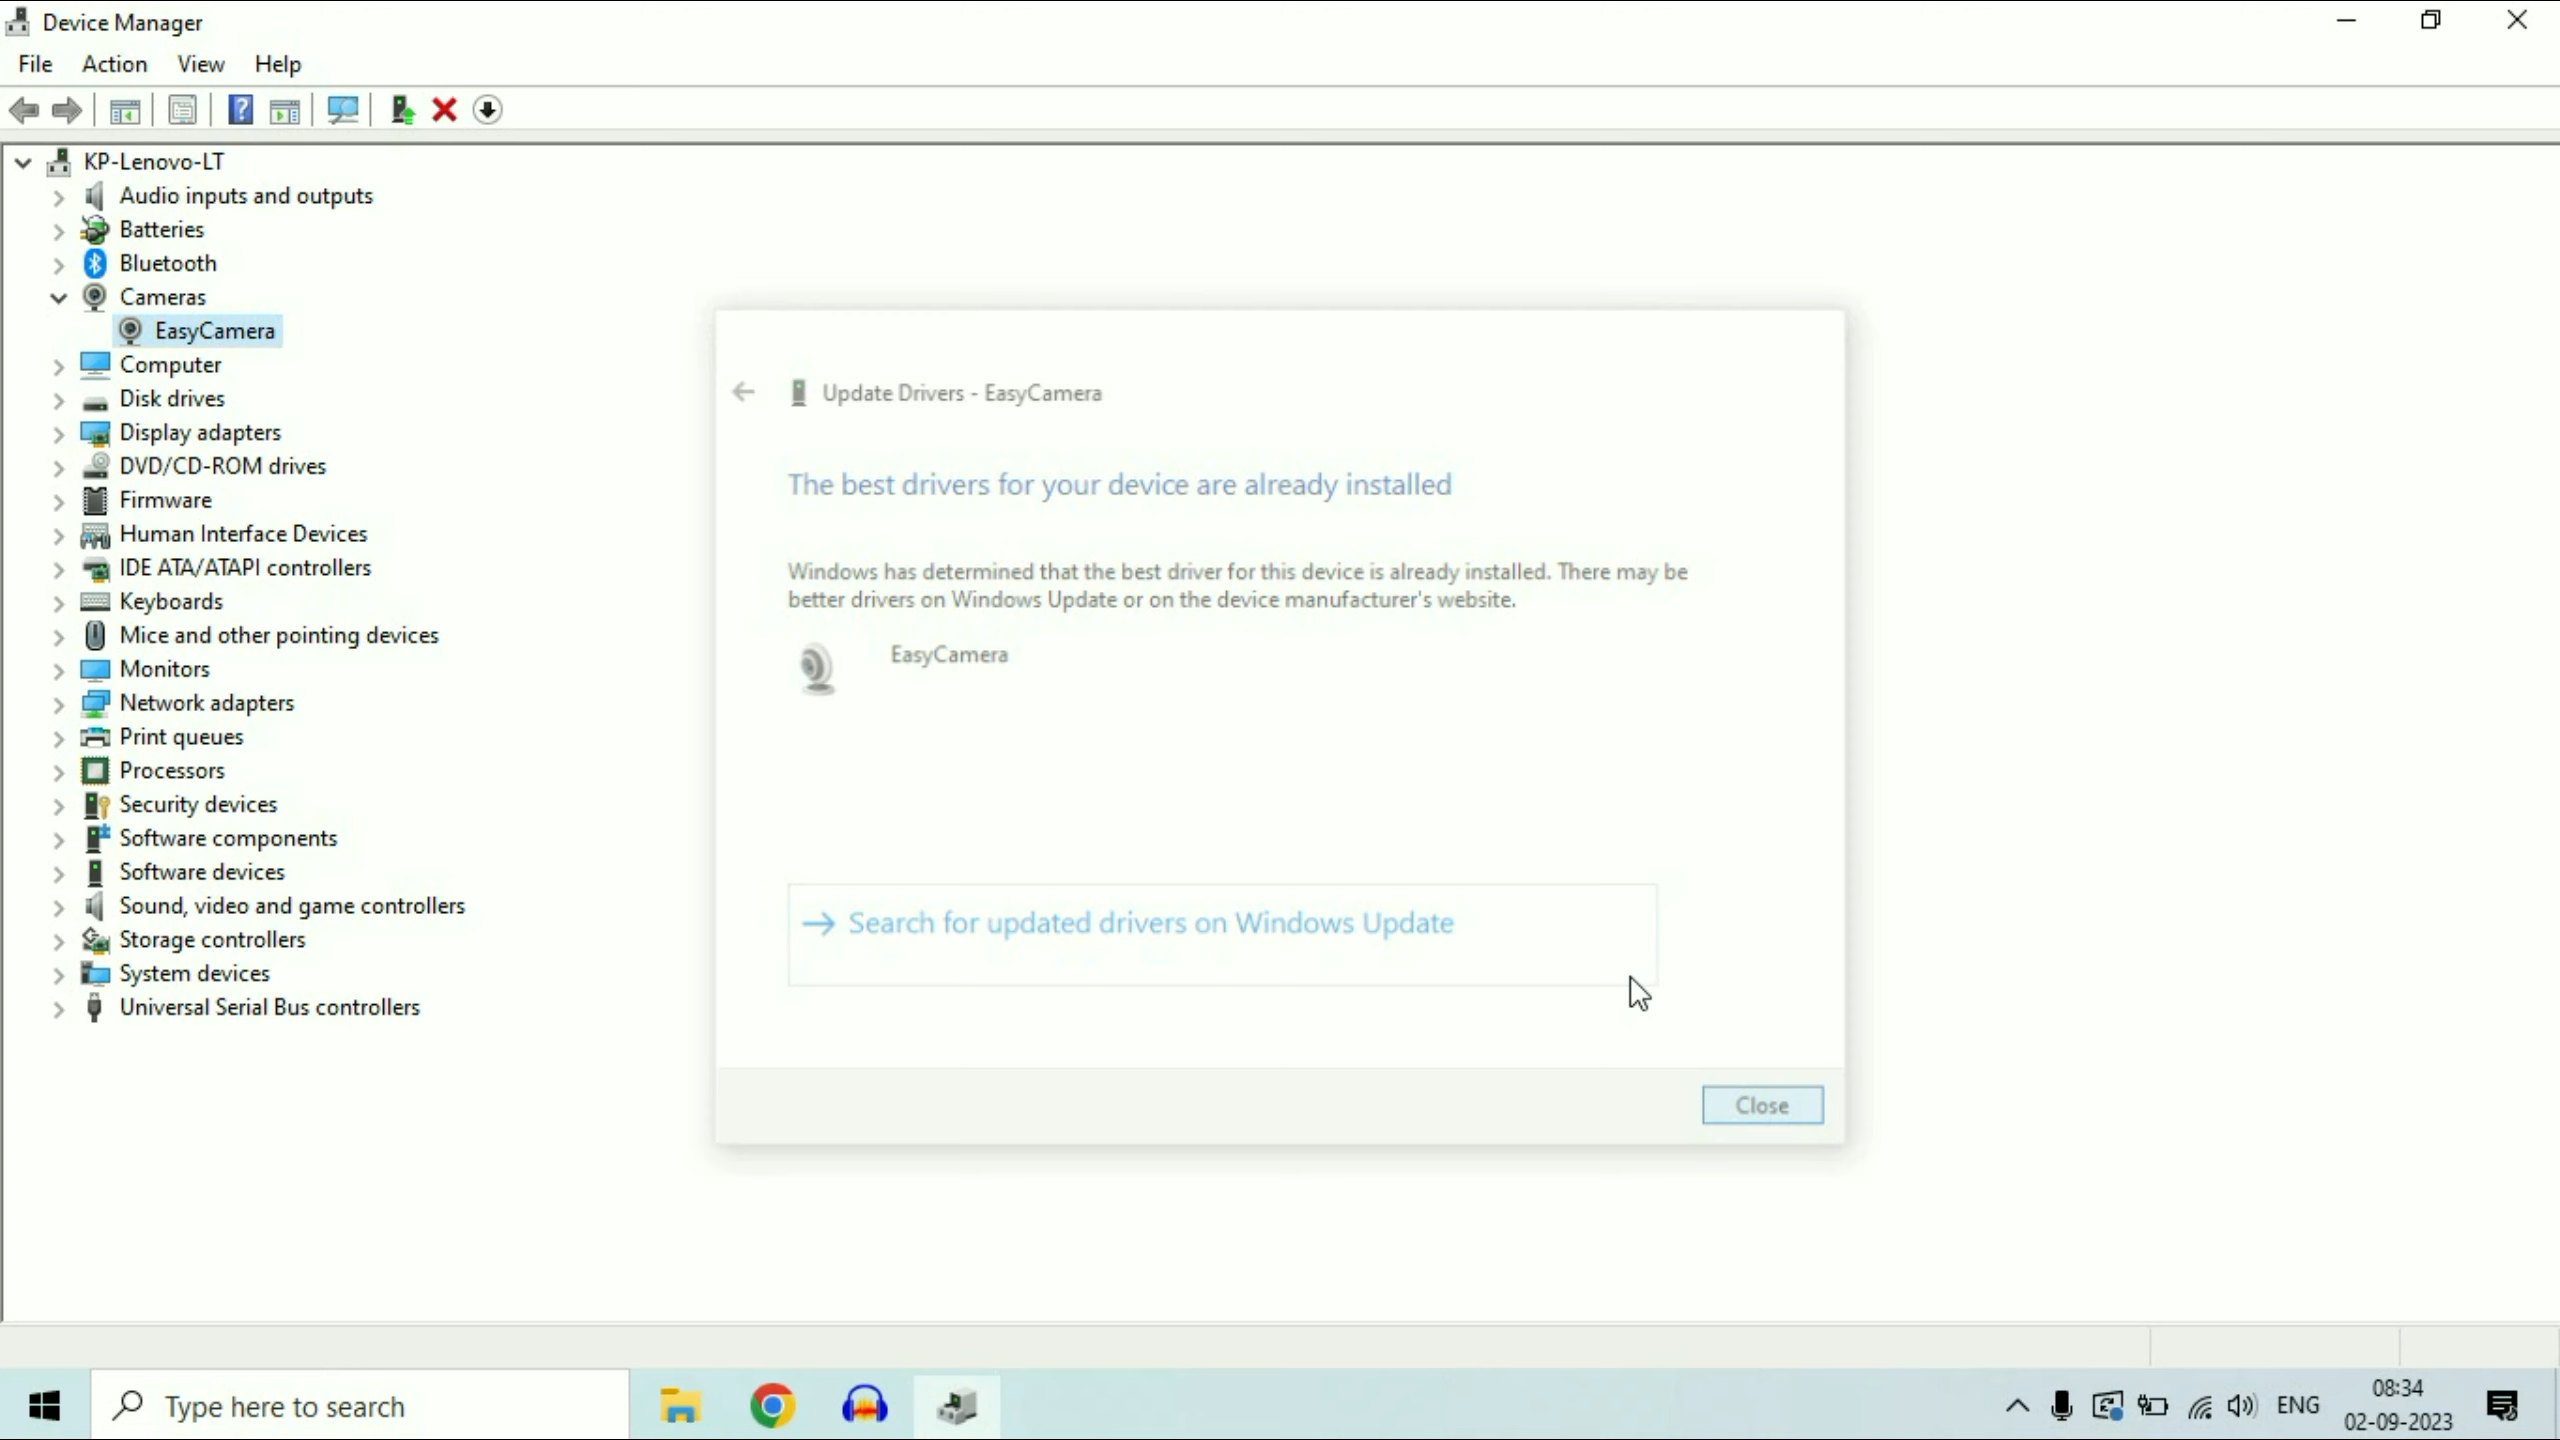 Device Manager
File Action View Help
KP-Lenovo-LT
Audio inputs and outputs
Batteries
Bluetooth
Cameras
EasyCamera
Computer
Disk drives
Display adapters
DVD/CD-ROM drives
Firmware
Human Interface Devices
IDE ATA/ATAPI controllers
Keyboards
Mice and other pointing devices
Monitors
Network adapters
Print queues
Processors
Security devices
Software components
Software devices
Sound, video and game controllers
Storage controllers
System devices
Universal Serial Bus controllers
Update Drivers - EasyCamera
The best drivers for your device are already installed
Windows has determined that the best driver for this device is already installed. There may be
better drivers on Windows Update or on the device manufacturer's website.
EasyCamera
Search for updated drivers on Windows Update
Close
Type here to search
ENG
08:34
02-09-2023